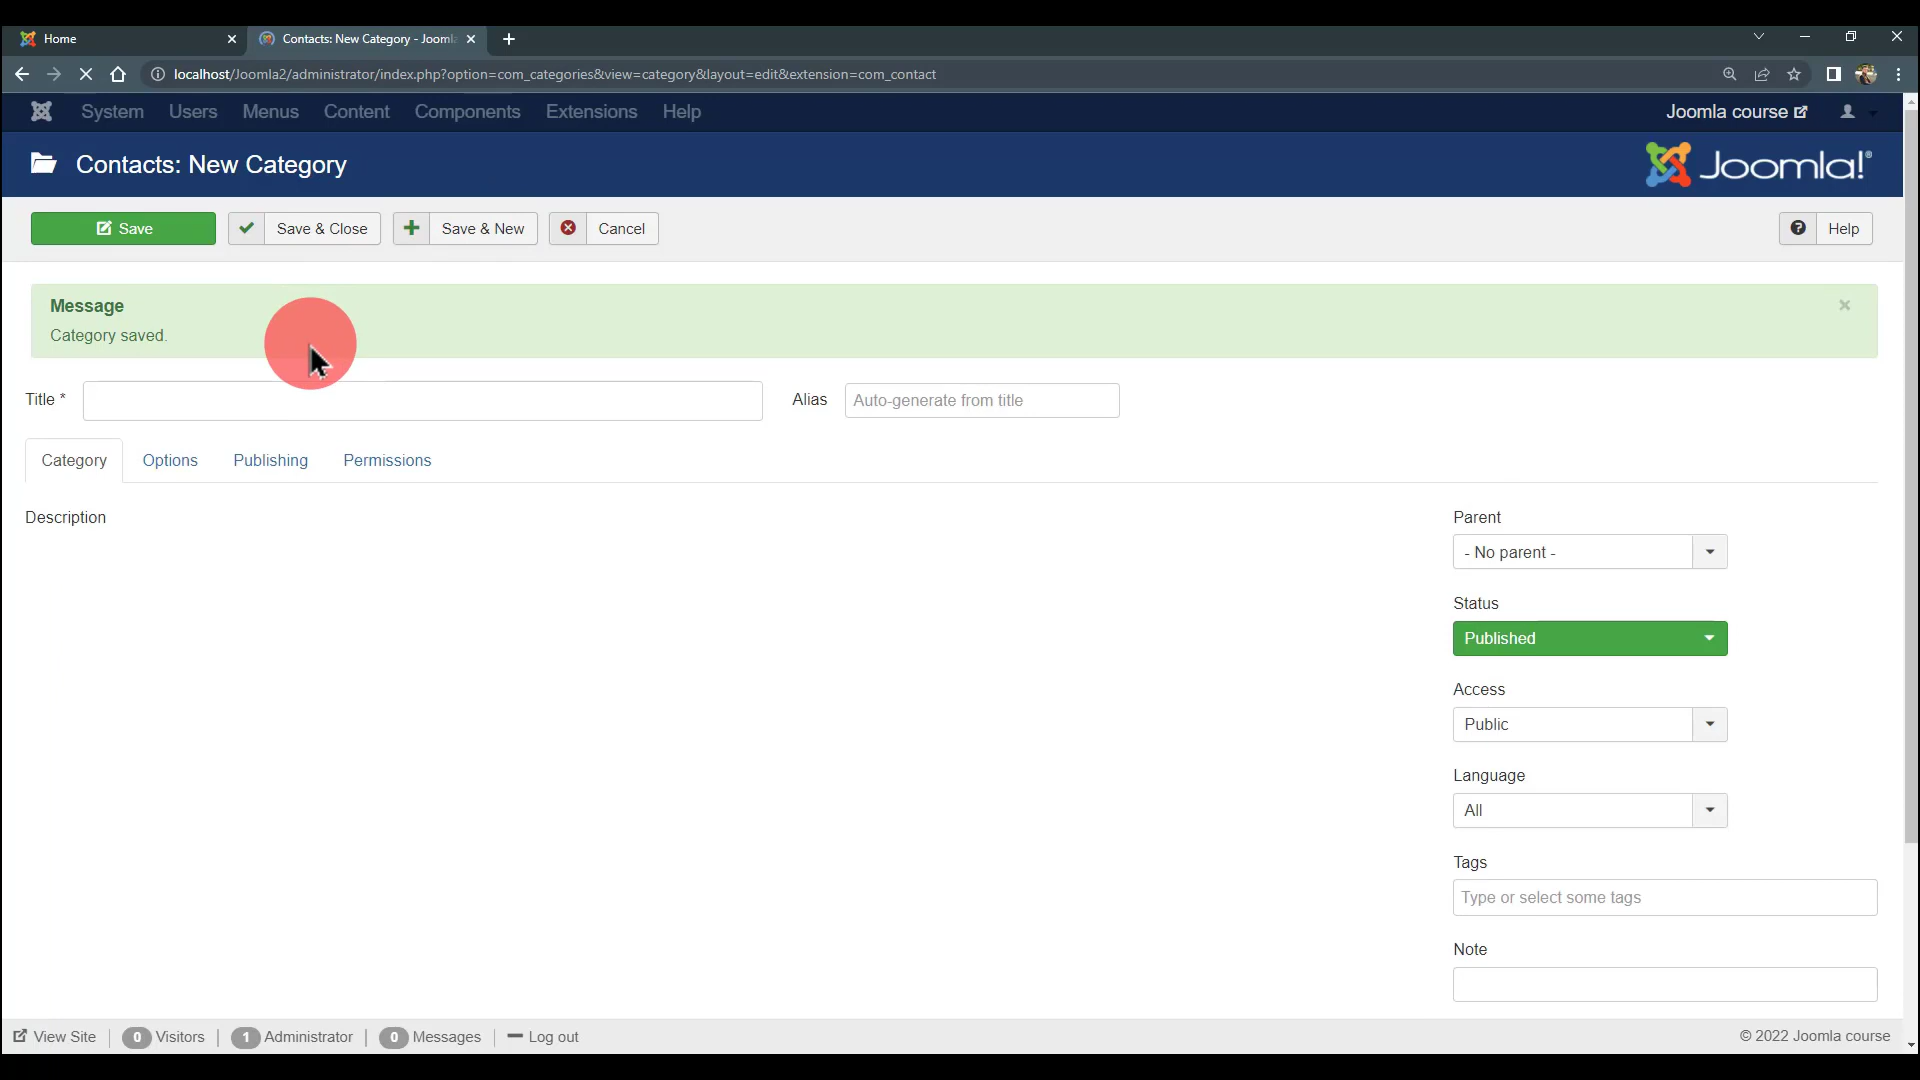 Home
Contacts: New Category - Joom
localhost/Joomla2/administrator/index.php?option=com_categories&view=category&layout=edit&extension=com_contact
System Users Menus Content Components Extensions Help Joomla course
Contacts: New Category Joomla!®
Save Save & Close Save & New Cancel Help
Message
Category saved.
Title * Alias Auto-generate from title
Category Options Publishing Permissions
Description
Parent
- No parent -
Status
Published
Access
Public
Language
All
Tags
Type or select some tags
Note
View Site 0 Visitors 1 Administrator 0 Messages Log out © 2022 Joomla course